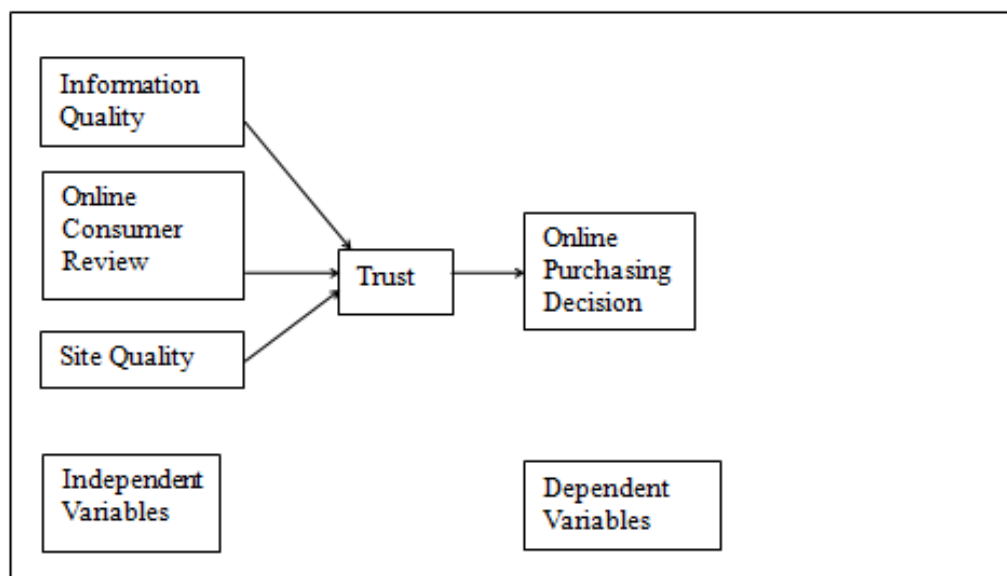 Information
Quality
Online
Consumer
Review
Site Quality
Trust
Online
Purchasing
Decision
Independent
Variables
Dependent
Variables